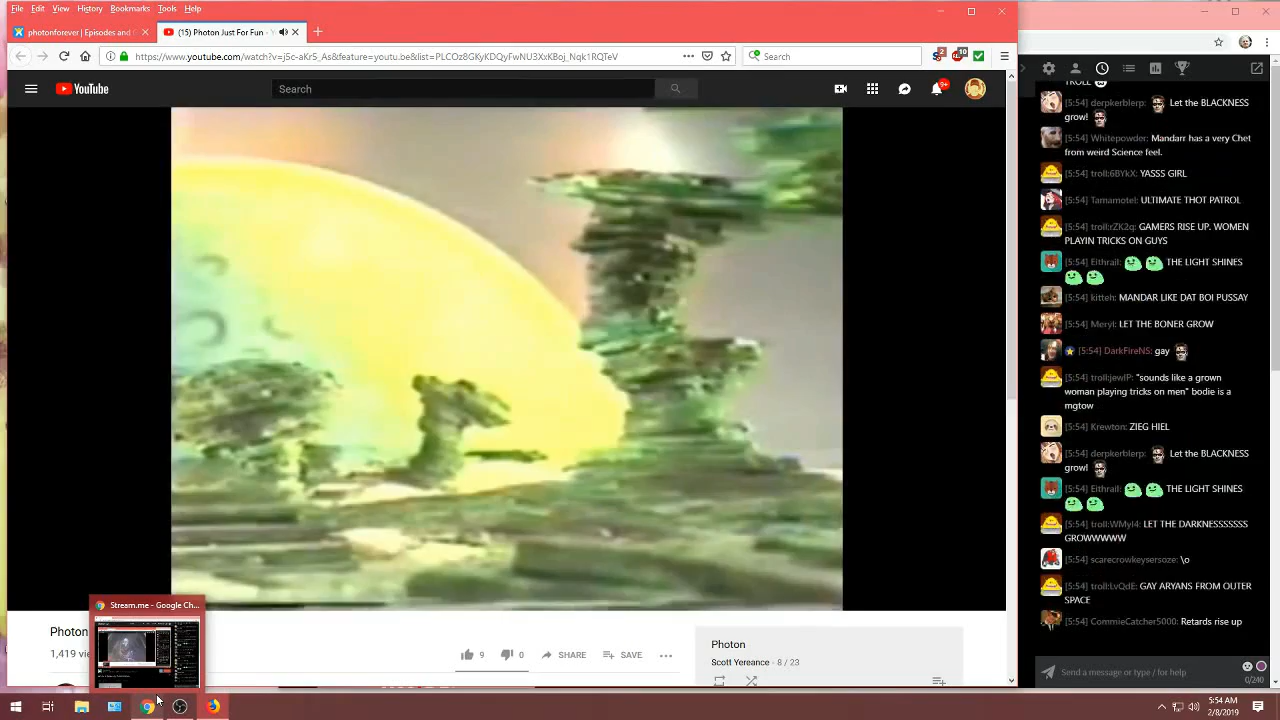 File Edit View History Bookmarks Tools Help
photonforever | Episodes and
(15) Photon Just For Fun - Y
https://www.youtube.com/watch?v=j5cwNr5_As&feature=youtu.be&list=PLCOz8GKyKDQyFwNU3XxKBoj_Nqk1RQTeV
Search
2
10
YouTube
Search
9+
TROLL
[5:54] derpkerblerp: Let the BLACKNESS
grow!
[5:54] Whitepowder: Mandarr has a very Chet
from weird Science feel.
[5:54] troll:6BYkX: YASSS GIRL
[5:54] Tamamotel: ULTIMATE THOT PATROL
[5:54] troll:rZK2q: GAMERS RISE UP. WOMEN
PLAYIN TRICKS ON GUYS
[5:54] Eithrail: THE LIGHT SHINES
[5:54] kitteh: MANDAR LIKE DAT BOI PUSSAY
[5:54] Meryl: LET THE BONER GROW
[5:54] DarkFireNS: gay
[5:54] troll:jewIP: "sounds like a grown
woman playing tricks on men" bodie is a
mgtow
[5:54] Krewton: ZIEG HIEL
[5:54] derpkerblerp: Let the BLACKNESS
grow!
[5:54] Eithrail: THE LIGHT SHINES
[5:54] troll:WMyl4: LET THE DARKNESSSSSSS
GROWWWWW
[5:54] scarecrowkeysersoze: \o
[5:54] troll:LvQdE: GAY ARYANS FROM OUTER
SPACE
[5:54] CommieCatcher5000: Retards rise up
Stream.me - Google Ch...
Photon
1,419 vi
9
0
SHARE
SAVE
Photon
Scott Yereance - 8 / 23
Send a message or type / for help
0/240
5:54 AM
2/8/2019